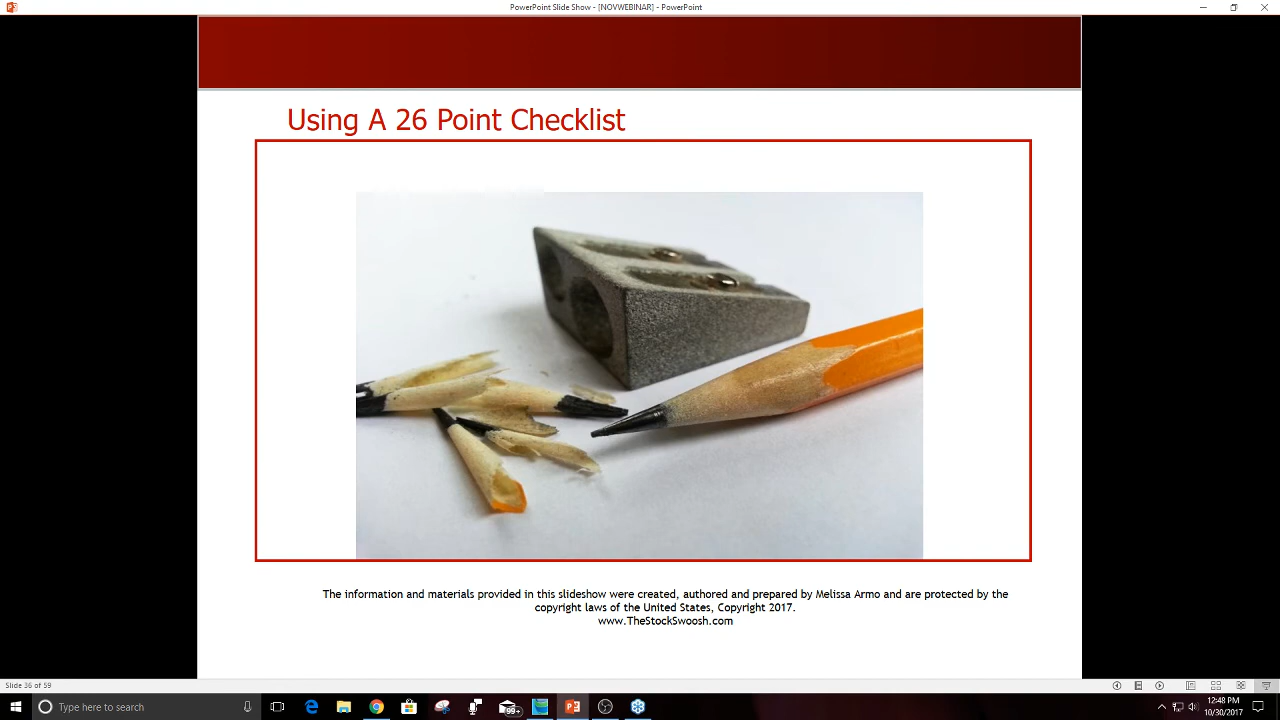 PowerPoint Slide Show - [NOVWEBINAR] - PowerPoint
Using A 26 Point Checklist
The information and materials provided in this slideshow were created, authored and prepared by Melissa Armo and are protected by the
copyright laws of the United States, Copyright 2017.
www.TheStockSwoosh.com
Slide 36 of 59
Type here to search
99+
12:48 PM
10/30/2017